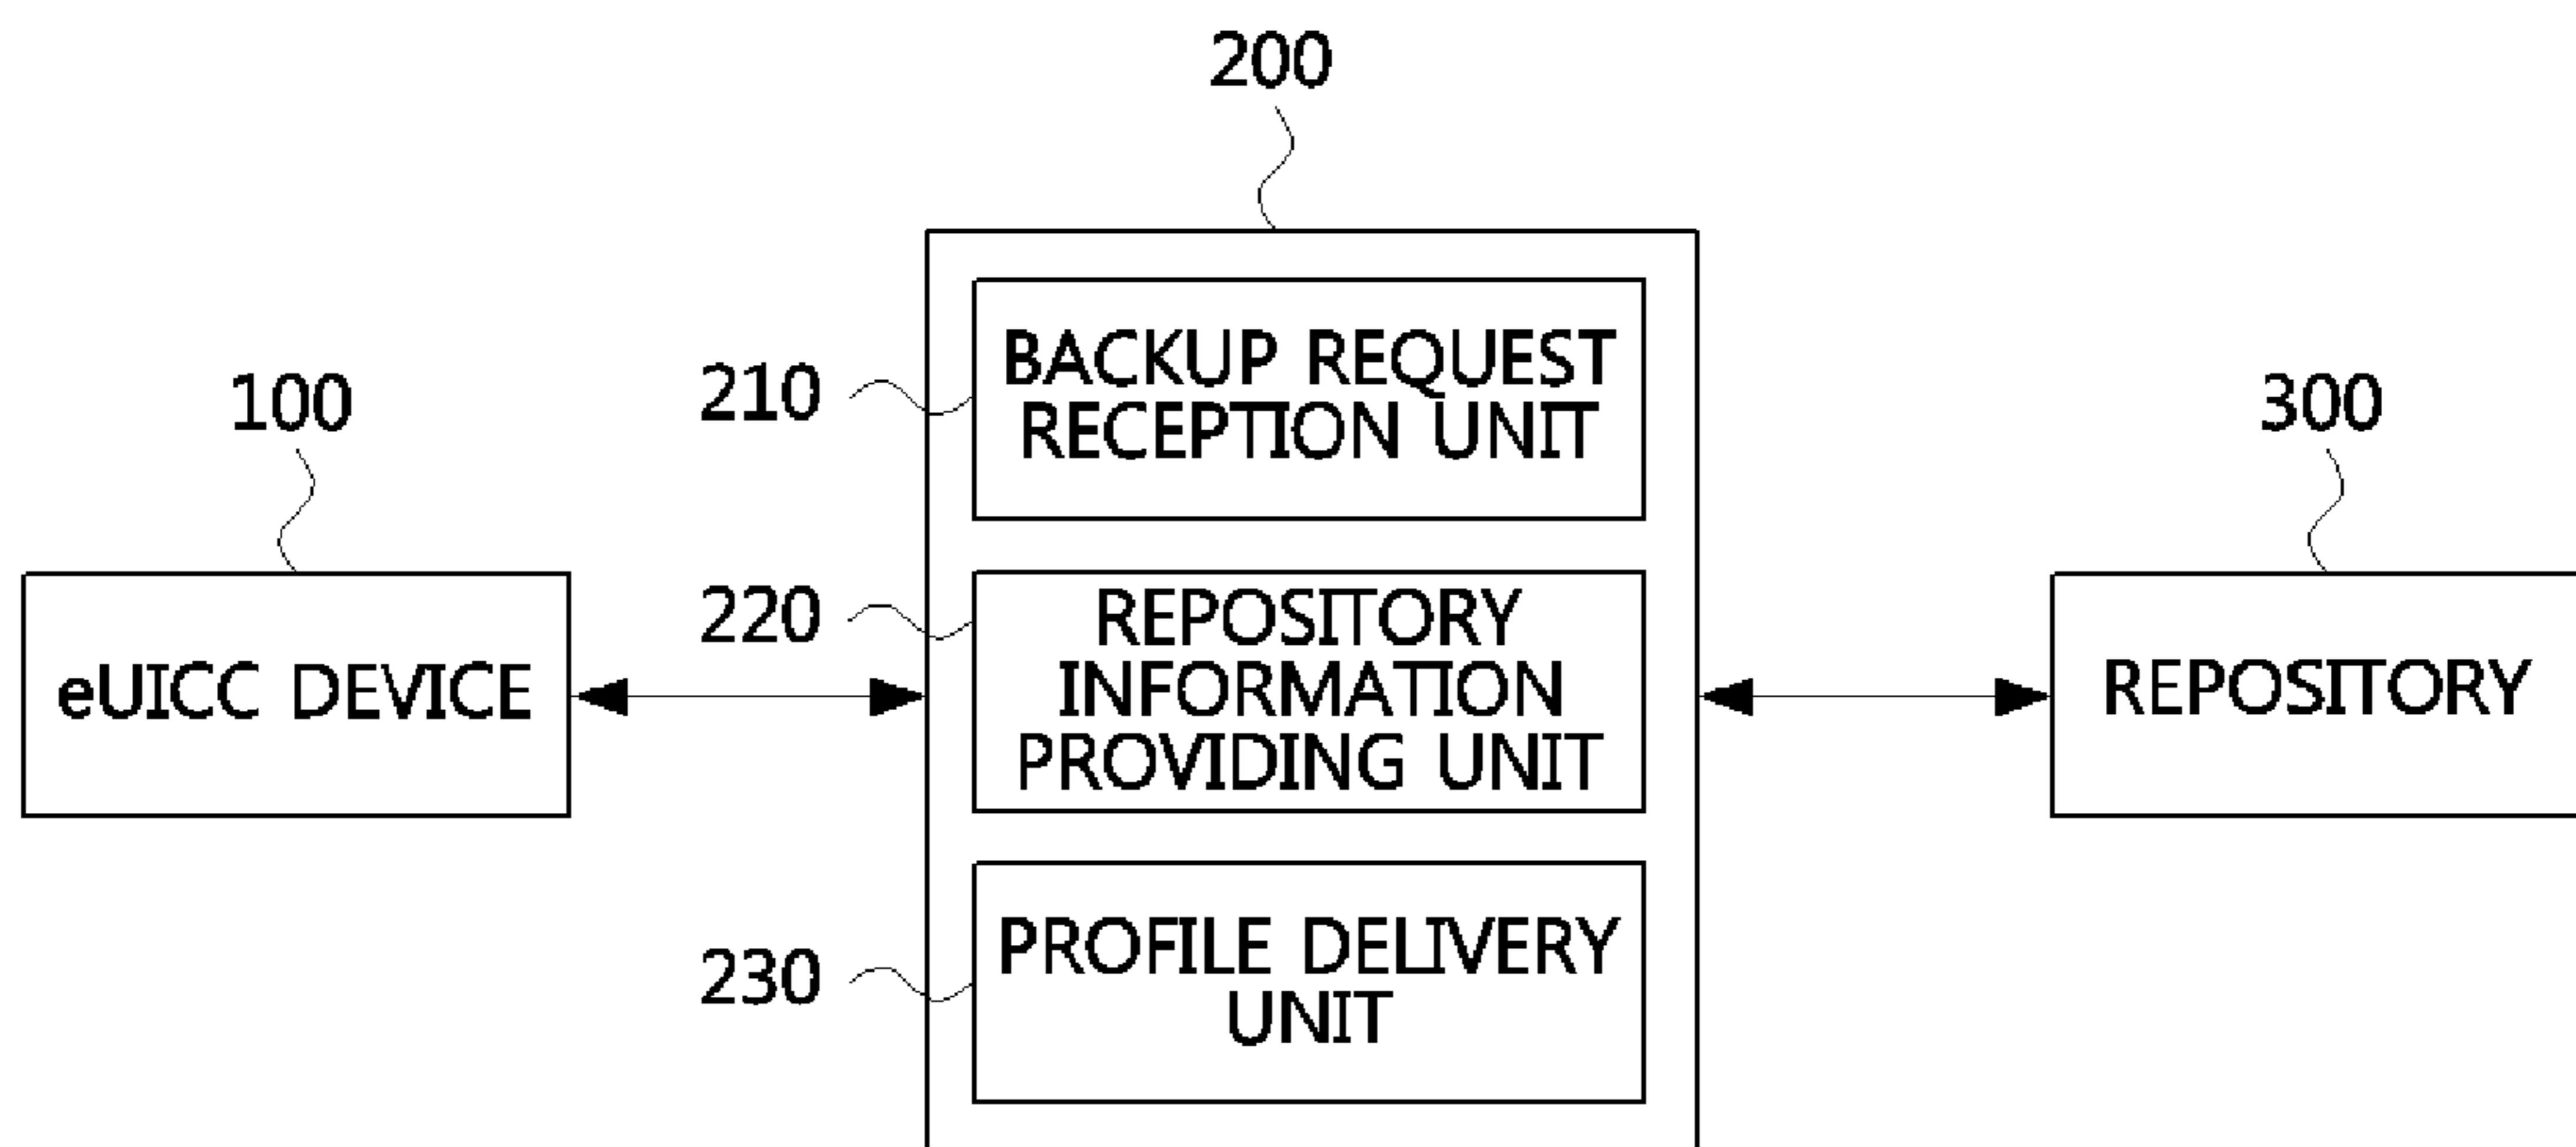 200
BACKUP REQUEST
RECEPTION UNIT
210
100
300
220
REPOSITORY
INFORMATION
PROVIDING UNIT
eUICC DEVICE
REPOSITORY
230
PROFILE DELIVERY
UNIT